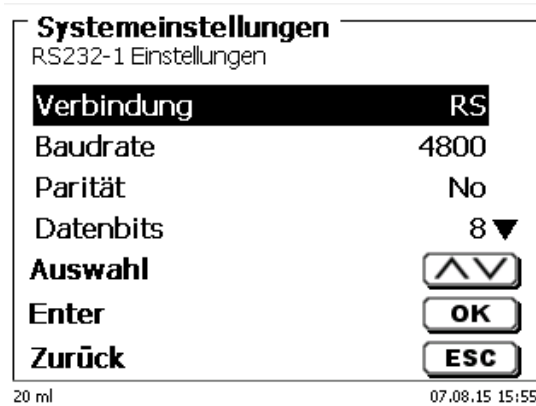 Systemeinstellungen
RS232-1 Einstellungen
Verbindung RS
Baudrate 4800
Parität No
Datenbits 8
Auswahl
Enter OK
Zurück ESC
20 ml 07.08.15 15:55